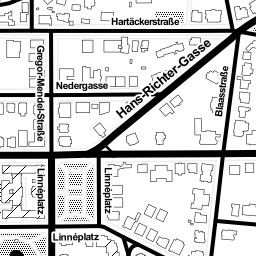 Hartäckerstraße
Hans-Richter-Gasse
Gregor-Mendel-Straße
Nedergasse
Blaasstraße
Linnéplatz
Linnéplatz
Linnéplatz